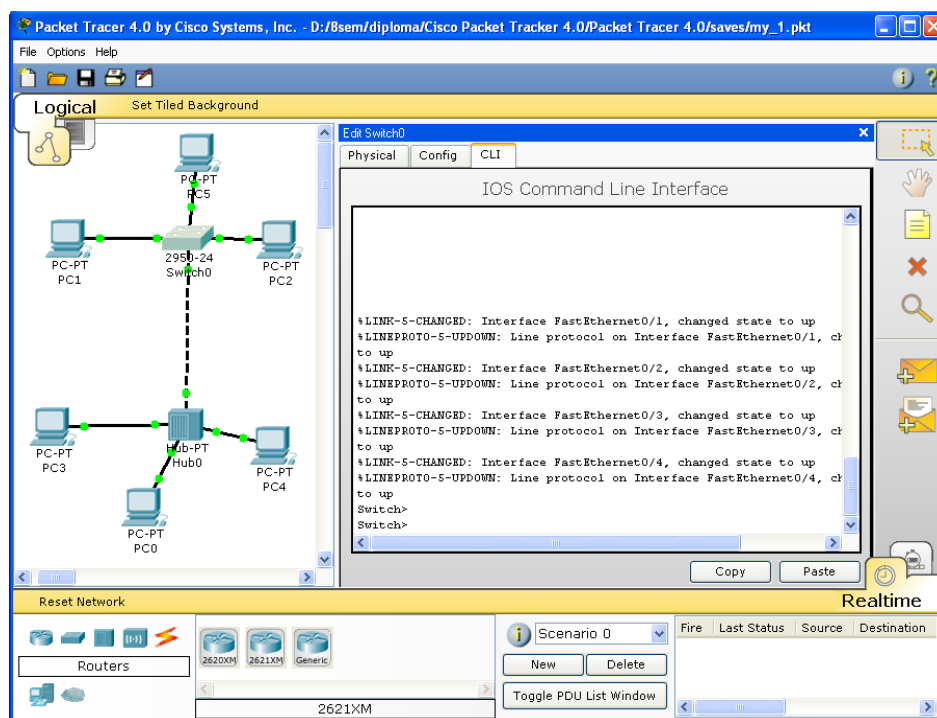 Packet Tracer 4.0 by Cisco Systems, Inc. - D:/8sem/diploma/Cisco Packet Tracker 4.0/Packet Tracer 4.0/saves/my_1.pkt
File Options Help
Logical
Set Tiled Background
PC-PT
PC5
PC-PT
PC1
2950-24
Switch0
PC-PT
PC2
PC-PT
PC3
Hub-PT
Hub0
PC-PT
PC4
PC-PT
PC0
Edit Switch0
Physical Config CLI
IOS Command Line Interface
%LINK-5-CHANGED: Interface FastEthernet0/1, changed state to up
%LINEPROTO-5-UPDOWN: Line protocol on Interface FastEthernet0/1, ch
to up
%LINK-5-CHANGED: Interface FastEthernet0/2, changed state to up
%LINEPROTO-5-UPDOWN: Line protocol on Interface FastEthernet0/2, ch
to up
%LINK-5-CHANGED: Interface FastEthernet0/3, changed state to up
%LINEPROTO-5-UPDOWN: Line protocol on Interface FastEthernet0/3, ch
to up
%LINK-5-CHANGED: Interface FastEthernet0/4, changed state to up
%LINEPROTO-5-UPDOWN: Line protocol on Interface FastEthernet0/4, ch
to up
Switch>
Switch>
Copy Paste
Reset Network
Realtime
Routers
2620XM 2621XM Generic
2621XM
Scenario 0
New Delete
Toggle PDU List Window
Fire Last Status Source Destination